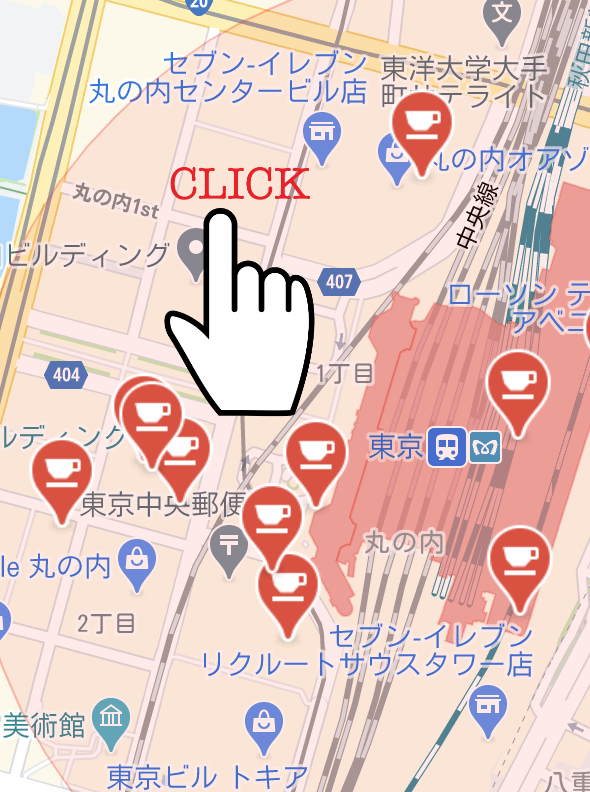 20
文
セブン-イレブン
丸の内センタービル店
東洋大学大手
町サテライト
丸の内オアゾ
CLICK
丸の内1st
中央線
ビルディング
407
ローソン デ
アベニ
404
1丁目
ルディング
東京
東京中央郵便
〒
丸の内
le 丸の内
2丁目
セブン-イレブン
リクルートサウスタワー店
美術館
東京ビル トキア
八重